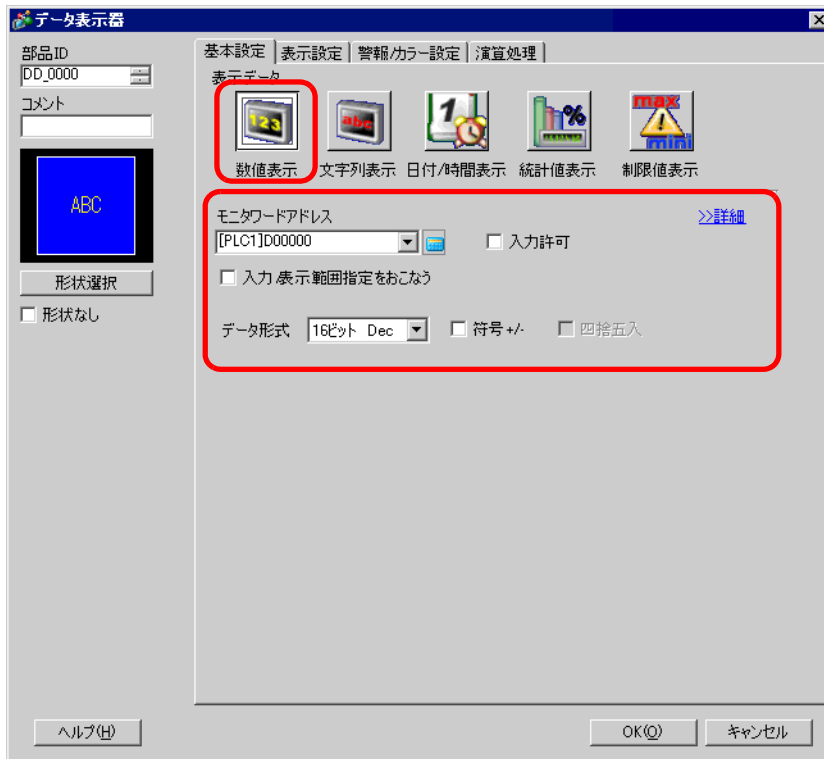 データ表示器
部品ID
DD_0000
コメント
ABC
形状選択
形状なし
基本設定 表示設定 警報/カラー設定 演算処理
表示データ
123 abc 1 % max mini
数値表示 文字列表示 日付/時間表示 統計値表示 制限値表示
モニタワードアドレス >>詳細
[PLC1]D00000 入力許可
入力/表示範囲指定をおこなう
データ形式 16ビット Dec 符号 +/- 四捨五入
ヘルプ(H) OK(O) キャンセル